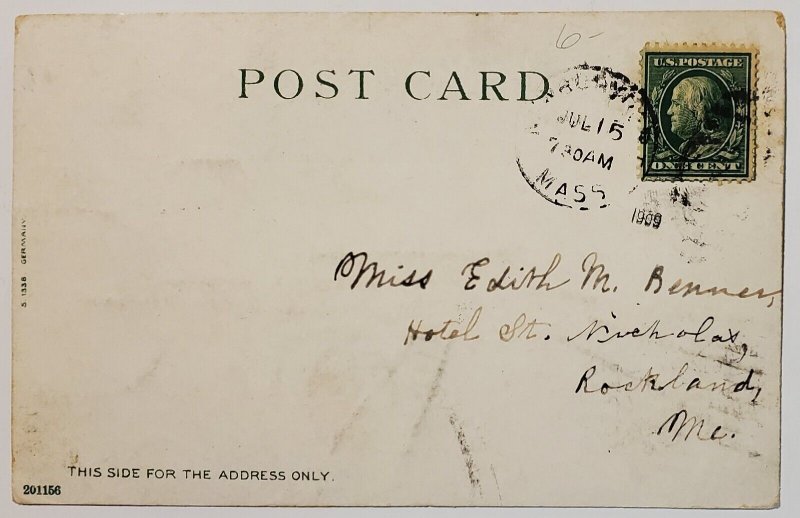 6-
U.S. POSTAGE
POST CARD
JUL 15
7 30 AM
MASS
1909
ONE CENT
S. 1338 GERMANY
Miss Edith M. Benner,
Hotel St. Nicholas,
Rockland,
Me.
THIS SIDE FOR THE ADDRESS ONLY.
201156